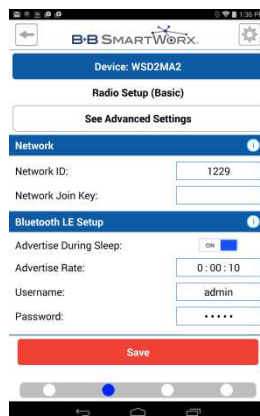 1:36 PM
B+B SMARTWORX.
Device: WSD2MA2
Radio Setup (Basic)
See Advanced Settings
Network
Network ID: 1229
Network Join Key:
Bluetooth LE Setup
Advertise During Sleep: ON
Advertise Rate: 0:00:10
Username: admin
Password: •••••
Save